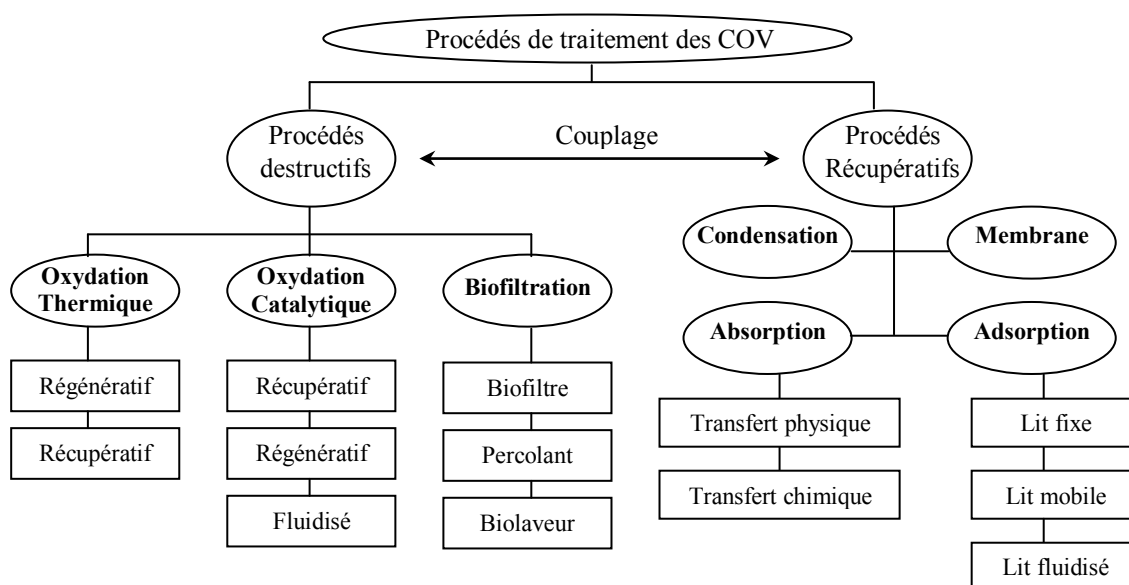 Procédés de traitement des COV
Procédés
destructifs
Couplage
Procédés
Récupératifs
Condensation
Membrane
Oxydation
Thermique
Oxydation
Catalytique
Biofiltration
Absorption
Adsorption
Régénératif
Récupératif
Récupératif
Régénératif
Fluidisé
Biofiltre
Percolant
Biolaveur
Transfert physique
Transfert chimique
Lit fixe
Lit mobile
Lit fluidisé